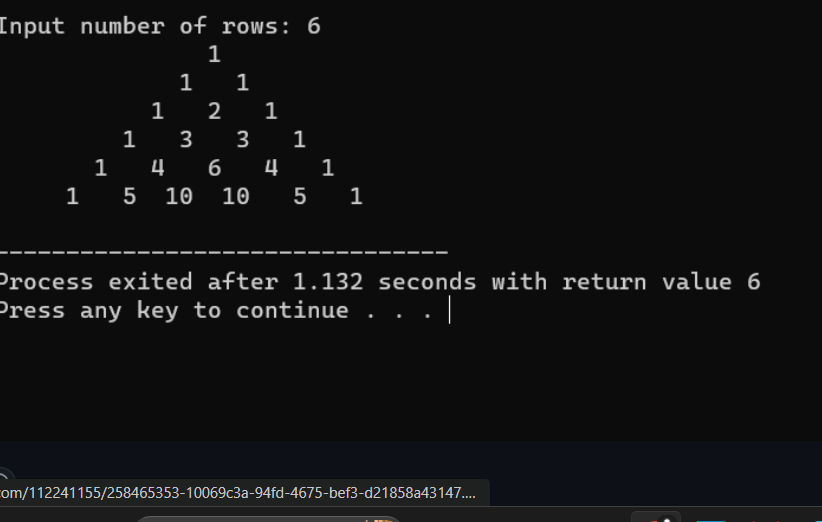 Input number of rows: 6
1
1 1
1 2 1
1 3 3 1
1 4 6 4 1
1 5 10 10 5 1
--------------------------------
Process exited after 1.132 seconds with return value 6
Press any key to continue . . .
com/112241155/258465353-10069c3a-94fd-4675-bef3-d21858a43147....